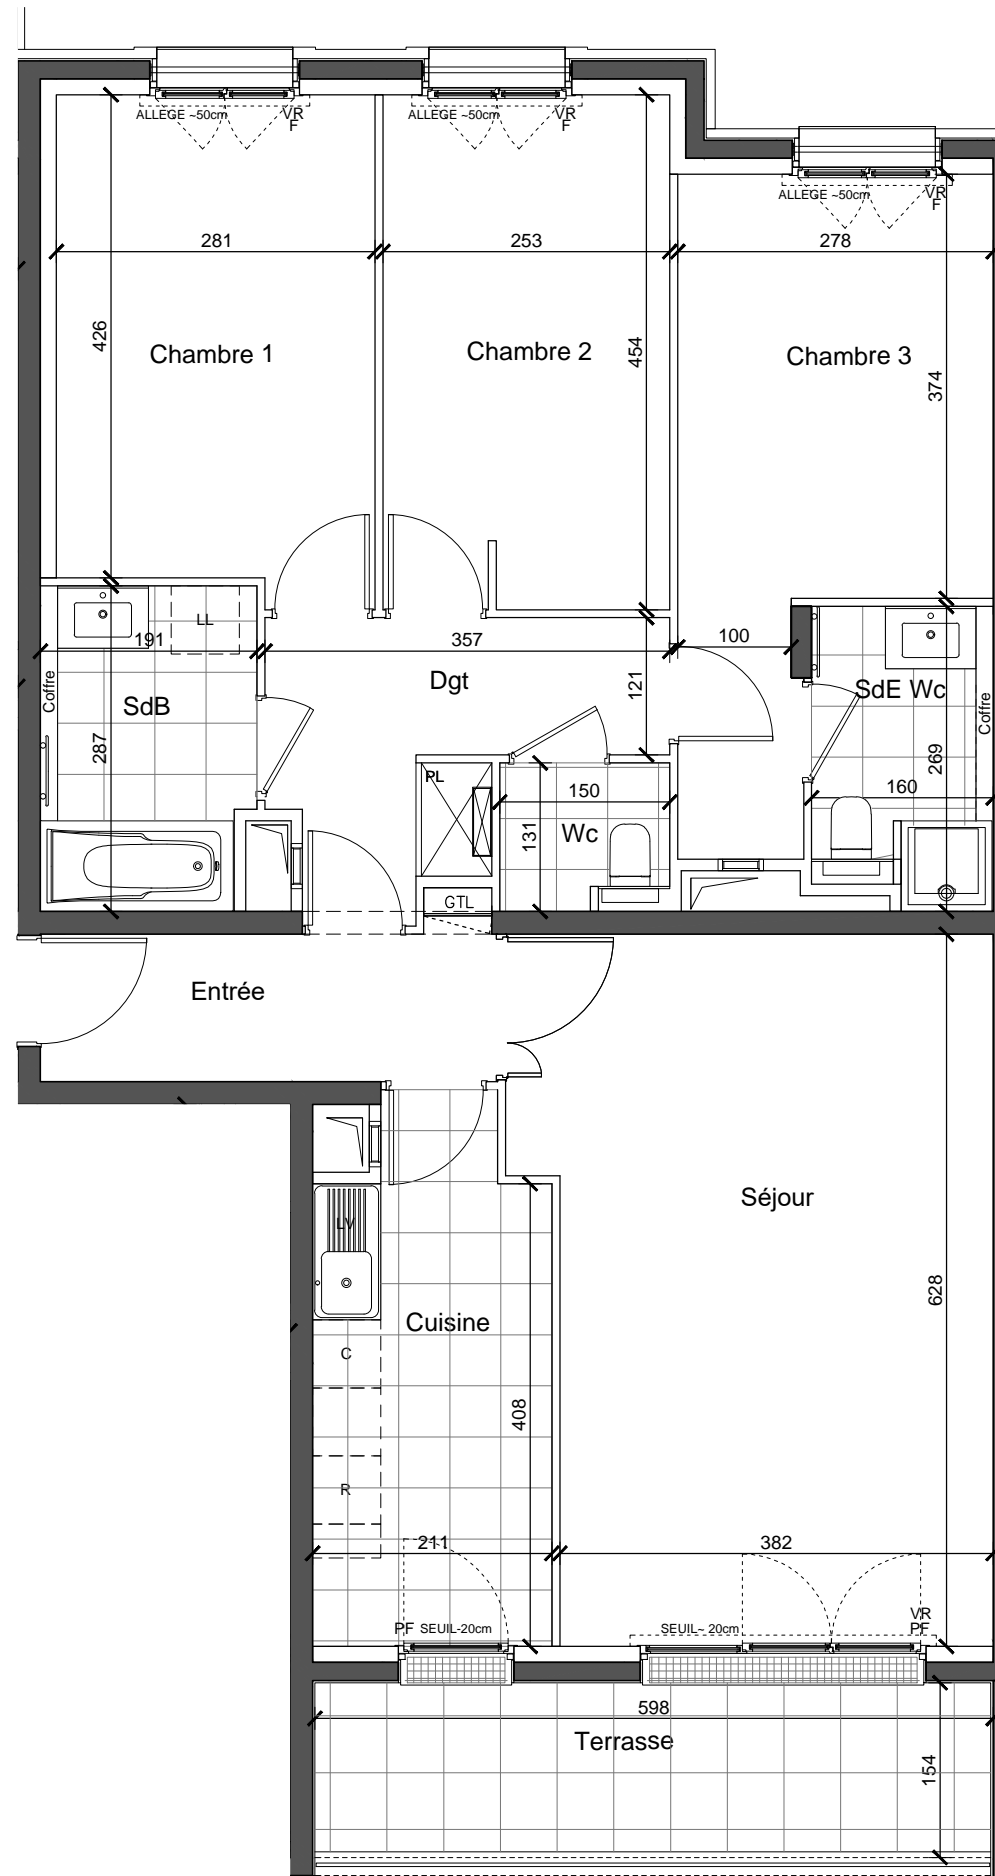 ALLEGE ~50cm
VR
F
ALLEGE ~50cm
VR
F
ALLEGE ~50cm
VR
F
281
253
278
426
454
374
Chambre 1
Chambre 2
Chambre 3
LL
191
357
100
Coffre
SdB
Dgt
121
SdE Wc
Coffre
287
269
PL
150
160
131
Wc
GTL
Entrée
Séjour
LV
628
Cuisine
C
408
R
211
382
PF SEUIL-20cm
SEUIL~ 20cm
VR
PF
598
Terrasse
154